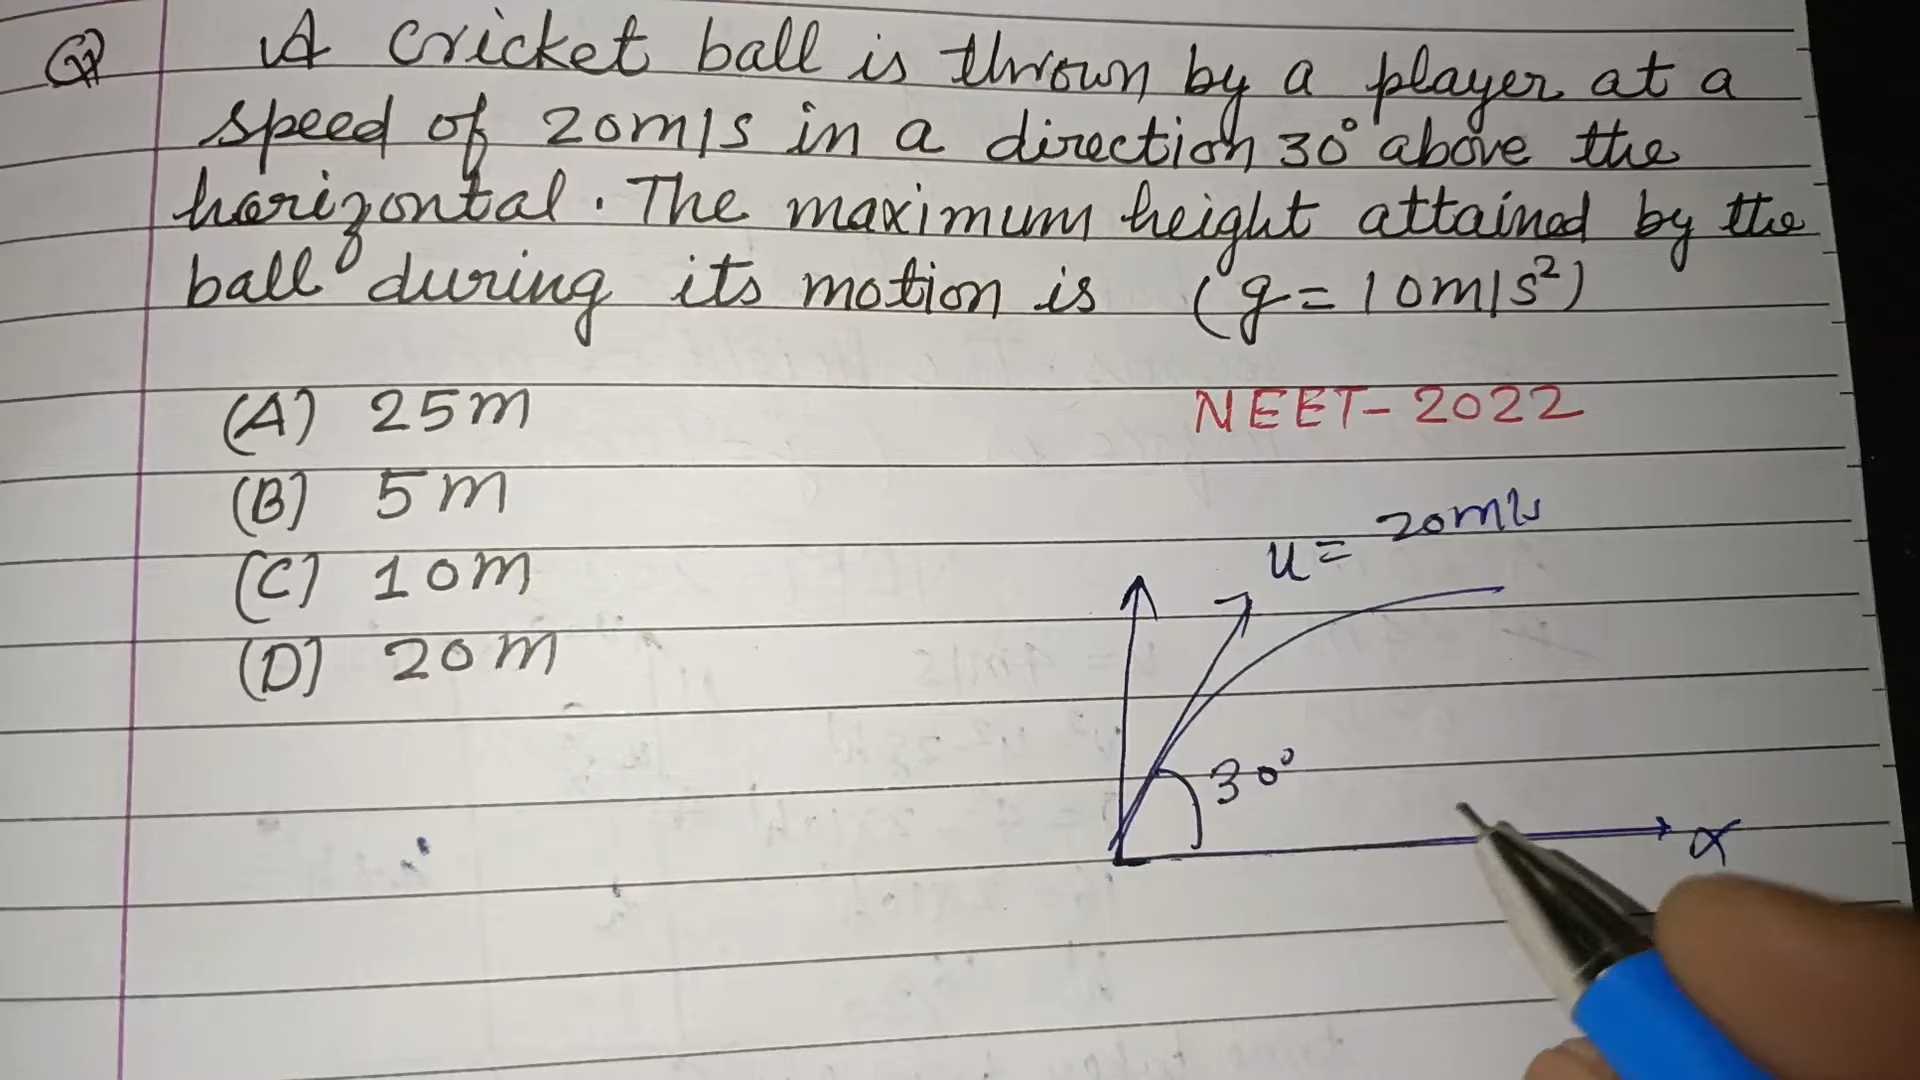 Q A cricket ball is thrown by a player at a
speed of 20m/s in a direction 30° above the
horizontal. The maximum height attained by the
ball during its motion is (g = 10m/s²)
(A) 25m
NEET-2022
(B) 5m
u = 20m/s
(C) 10m
(D) 20m
30°
x